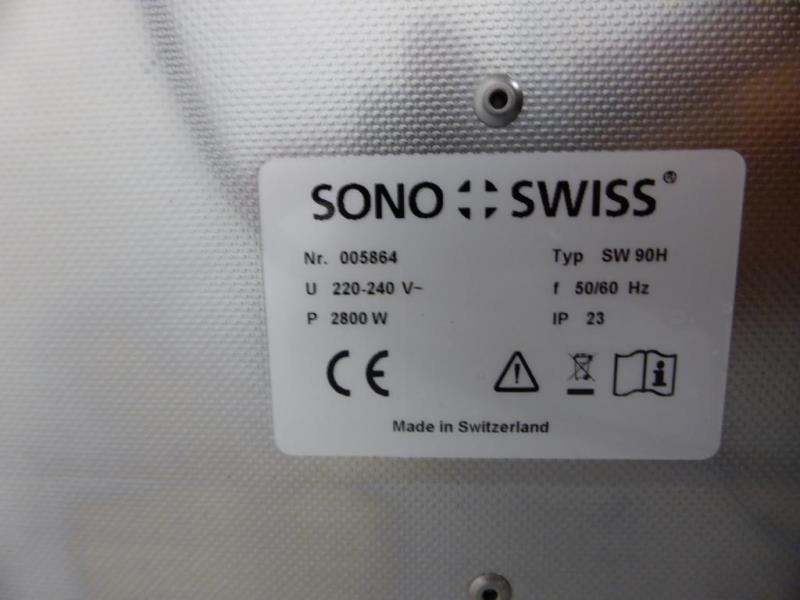 SONO SWISS®
Nr. 005864 Typ SW 90H
U 220-240 V~ f 50/60 Hz
P 2800 W IP 23
CE
Made in Switzerland